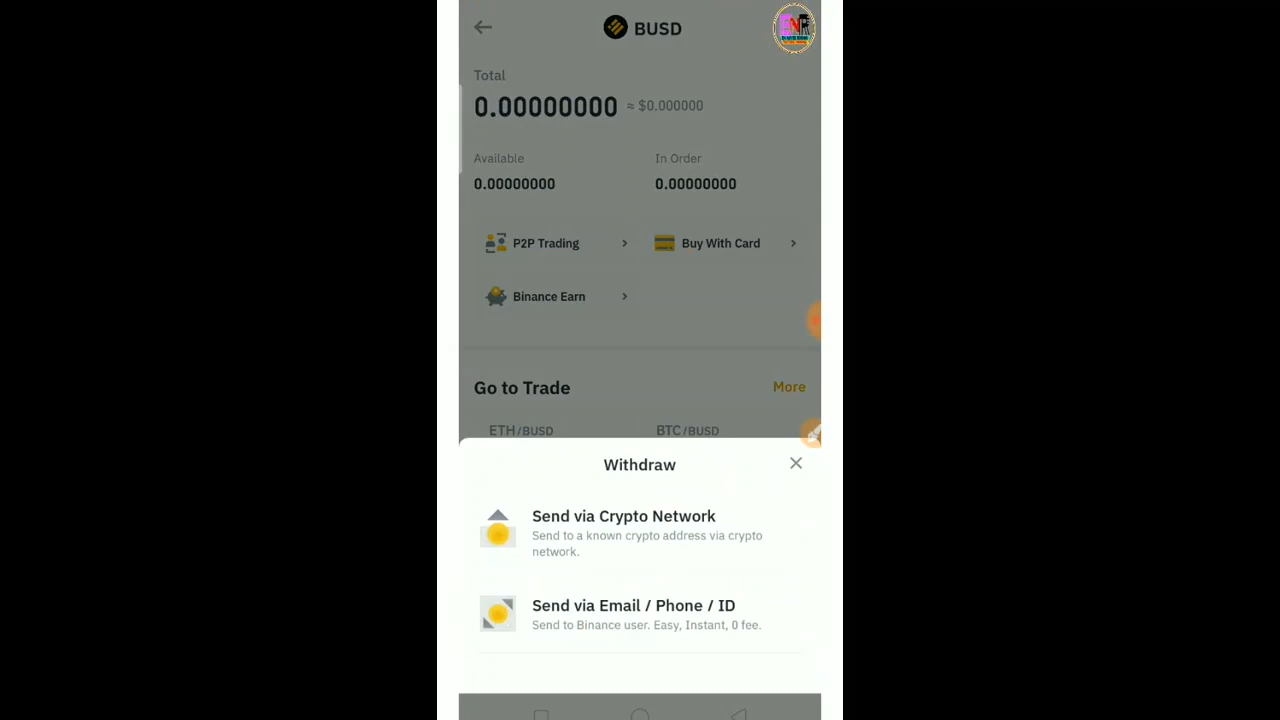 BUSD
ENR
Total
0.00000000 ≈ $0.000000
Available In Order
0.00000000 0.00000000
P2P Trading Buy With Card
Binance Earn
Go to Trade More
ETH/BUSD BTC/BUSD
Withdraw
Send via Crypto Network
Send to a known crypto address via crypto
network.
Send via Email / Phone / ID
Send to Binance user. Easy, Instant, 0 fee.